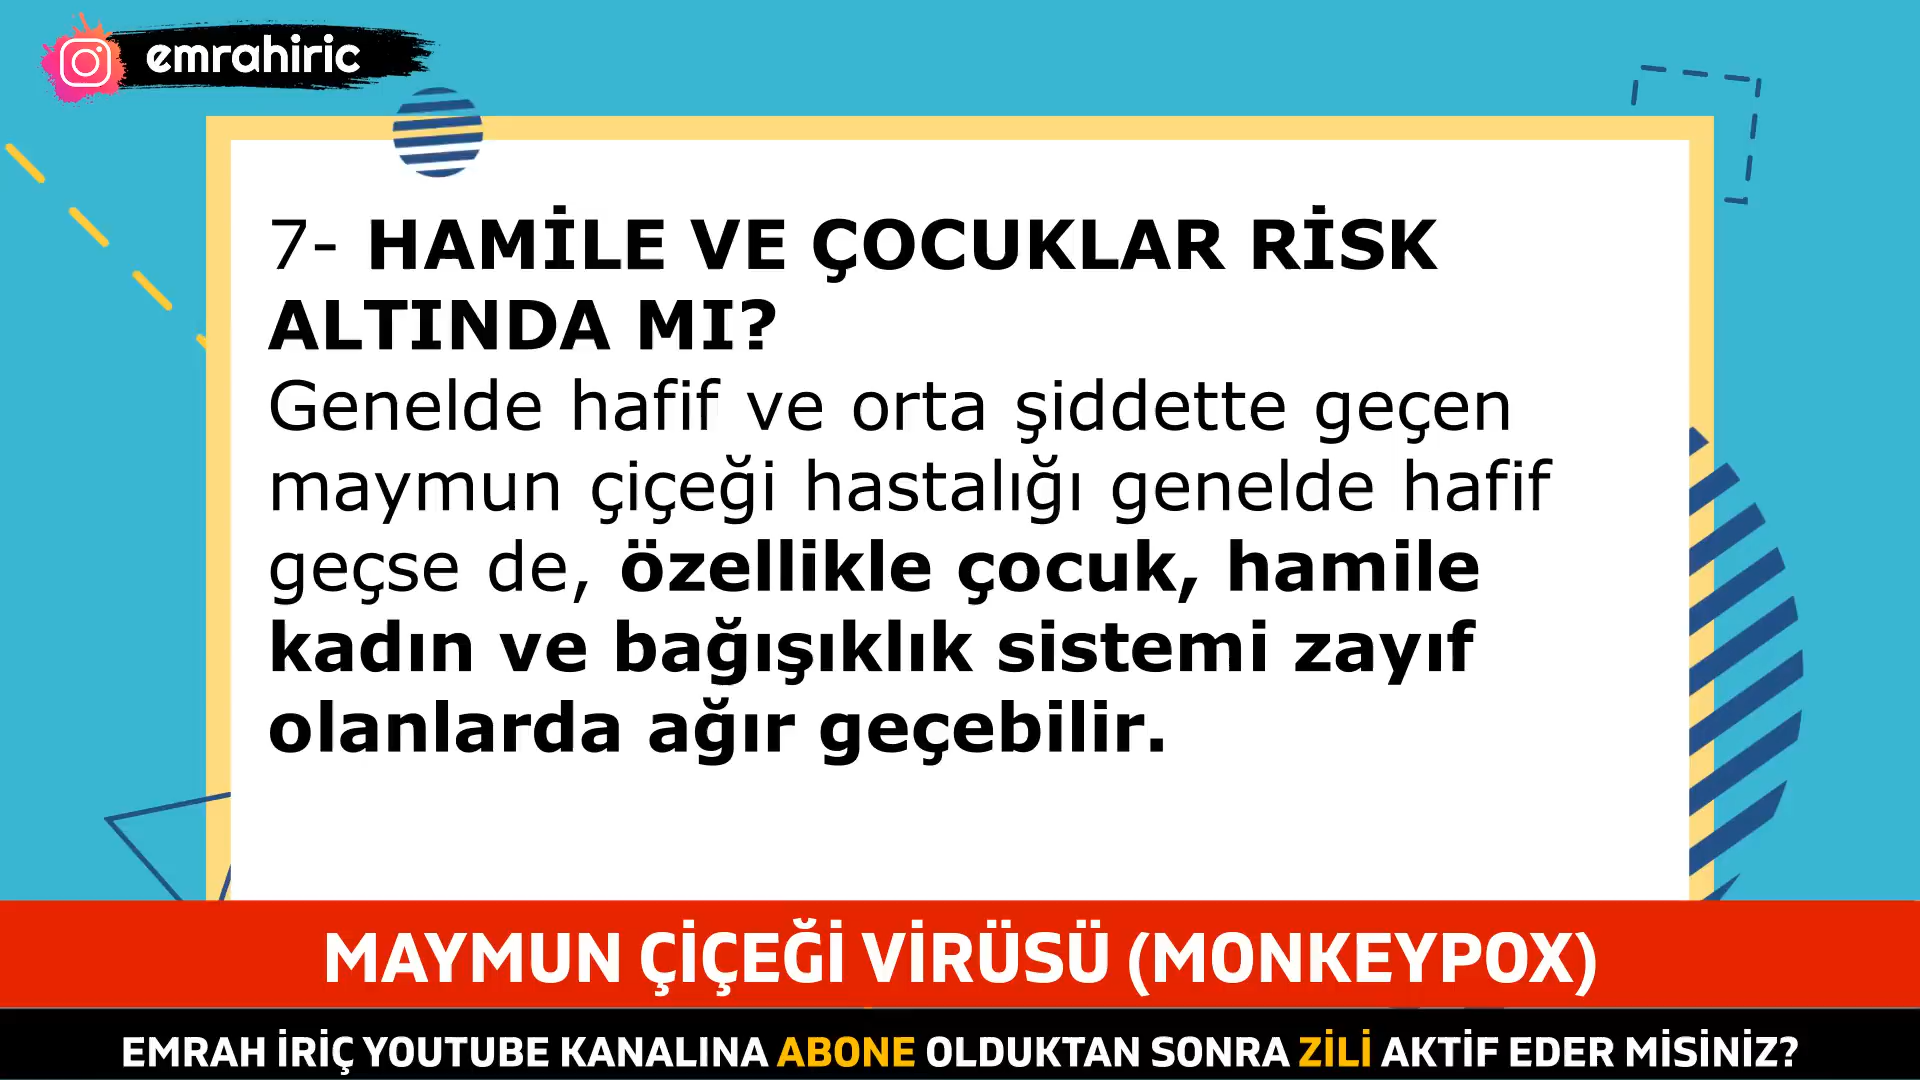 emrahiric
7- HAMİLE VE ÇOCUKLAR RİSK
ALTINDA MI?
Genelde hafif ve orta şiddette geçen
maymun çiçeği hastalığı genelde hafif
geçse de, özellikle çocuk, hamile
kadın ve bağışıklık sistemi zayıf
olanlarda ağır geçebilir.
MAYMUN ÇİÇEĞİ VİRÜSÜ (MONKEYPOX)
EMRAH İRİÇ YOUTUBE KANALINA ABONE OLDUKTAN SONRA ZİLİ AKTİF EDER MİSİNİZ?